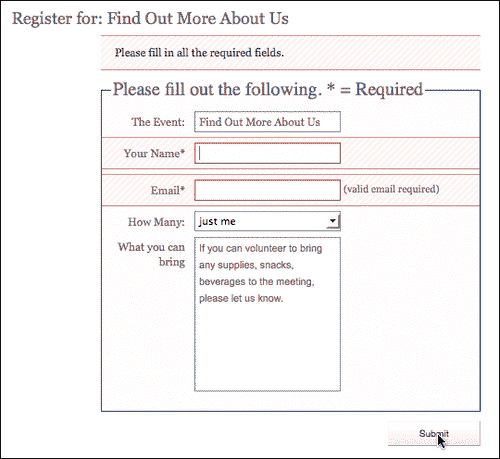 Register for: Find Out More About Us
Please fill in all the required fields.
Please fill out the following. * = Required
The Event: Find Out More About Us
Your Name*
Email* (valid email required)
How Many: just me
What you can bring
If you can volunteer to bring
any supplies, snacks,
beverages to the meeting,
please let us know.
Submit